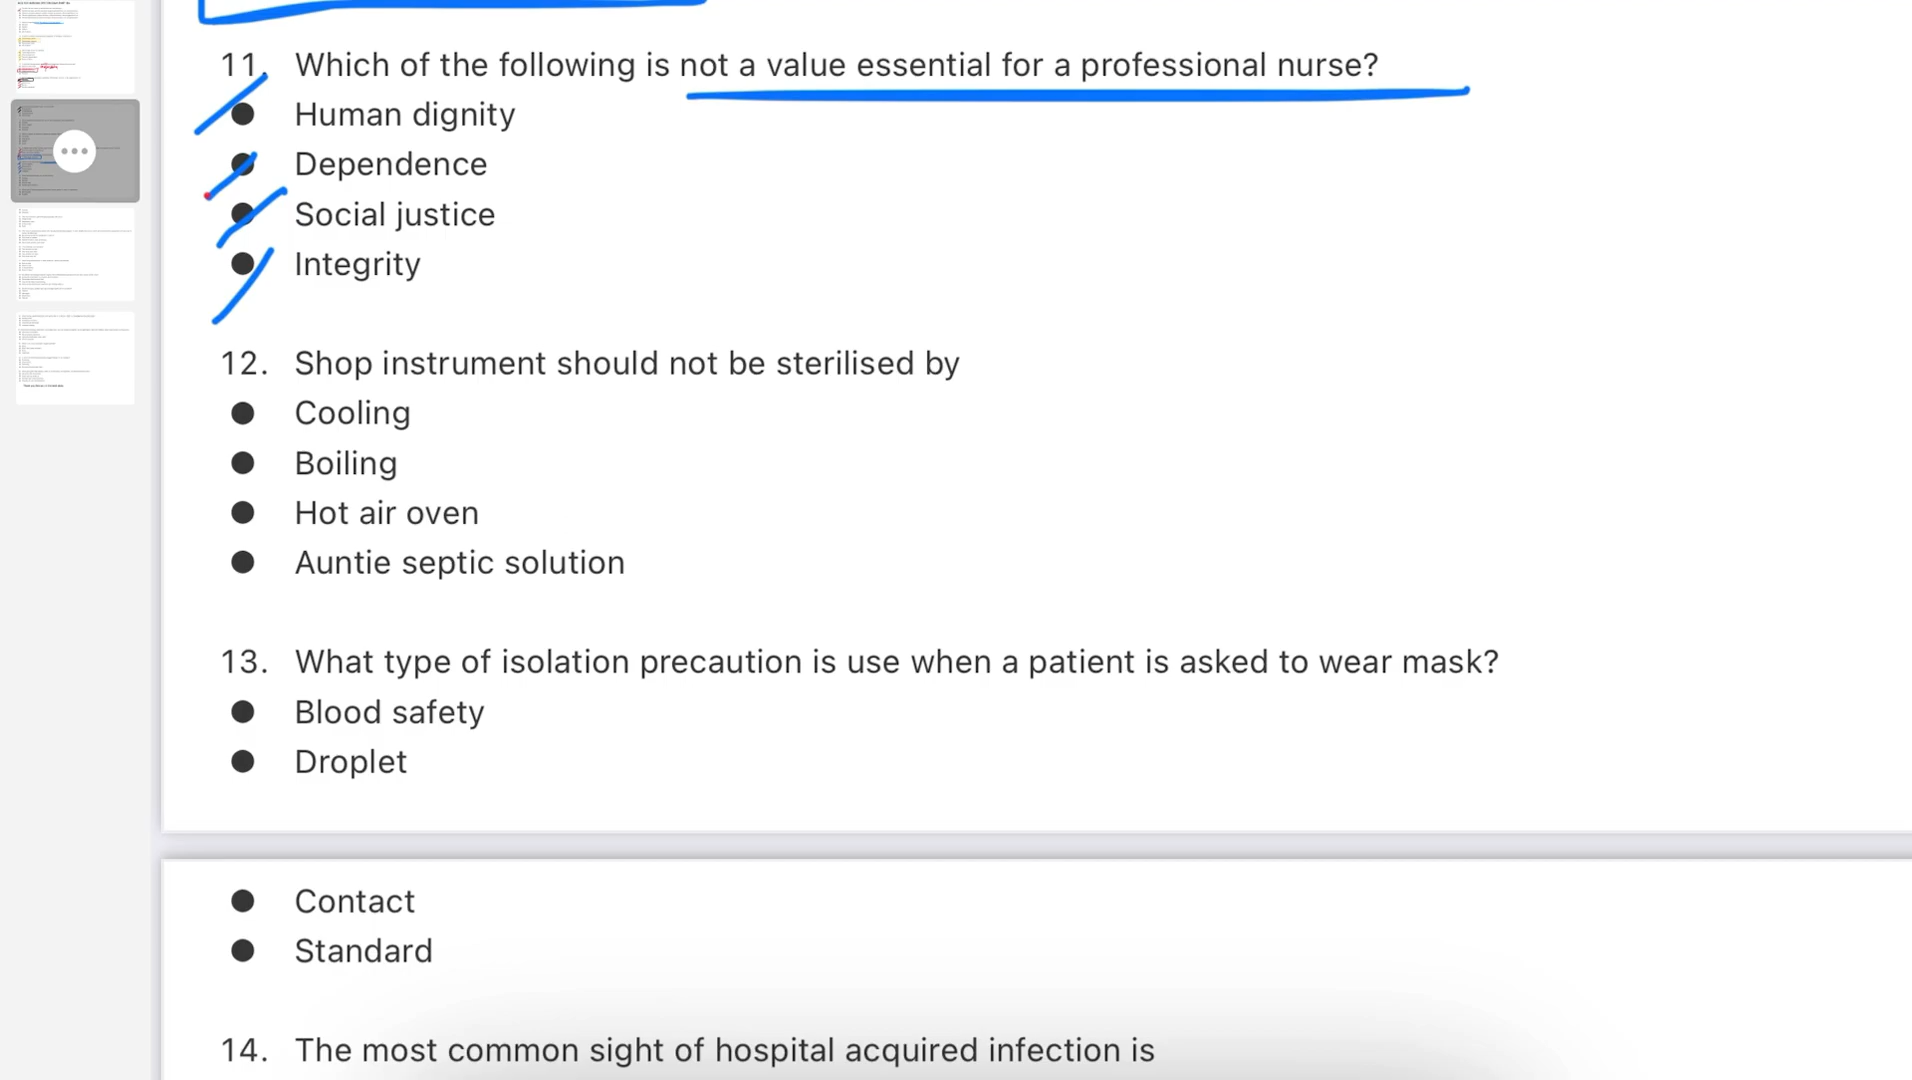 11. Which of the following is not a value essential for a professional nurse?
● Human dignity
● Dependence
● Social justice
● Integrity
12. Shop instrument should not be sterilised by
● Cooling
● Boiling
● Hot air oven
● Auntie septic solution
13. What type of isolation precaution is use when a patient is asked to wear mask?
● Blood safety
● Droplet
● Contact
● Standard
14. The most common sight of hospital acquired infection is